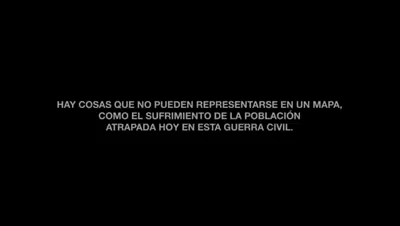 HAY COSAS QUE NO PUEDEN REPRESENTARSE EN UN MAPA,
COMO EL SUFRIMIENTO DE LA POBLACIÓN
ATRAPADA HOY EN ESTA GUERRA CIVIL.